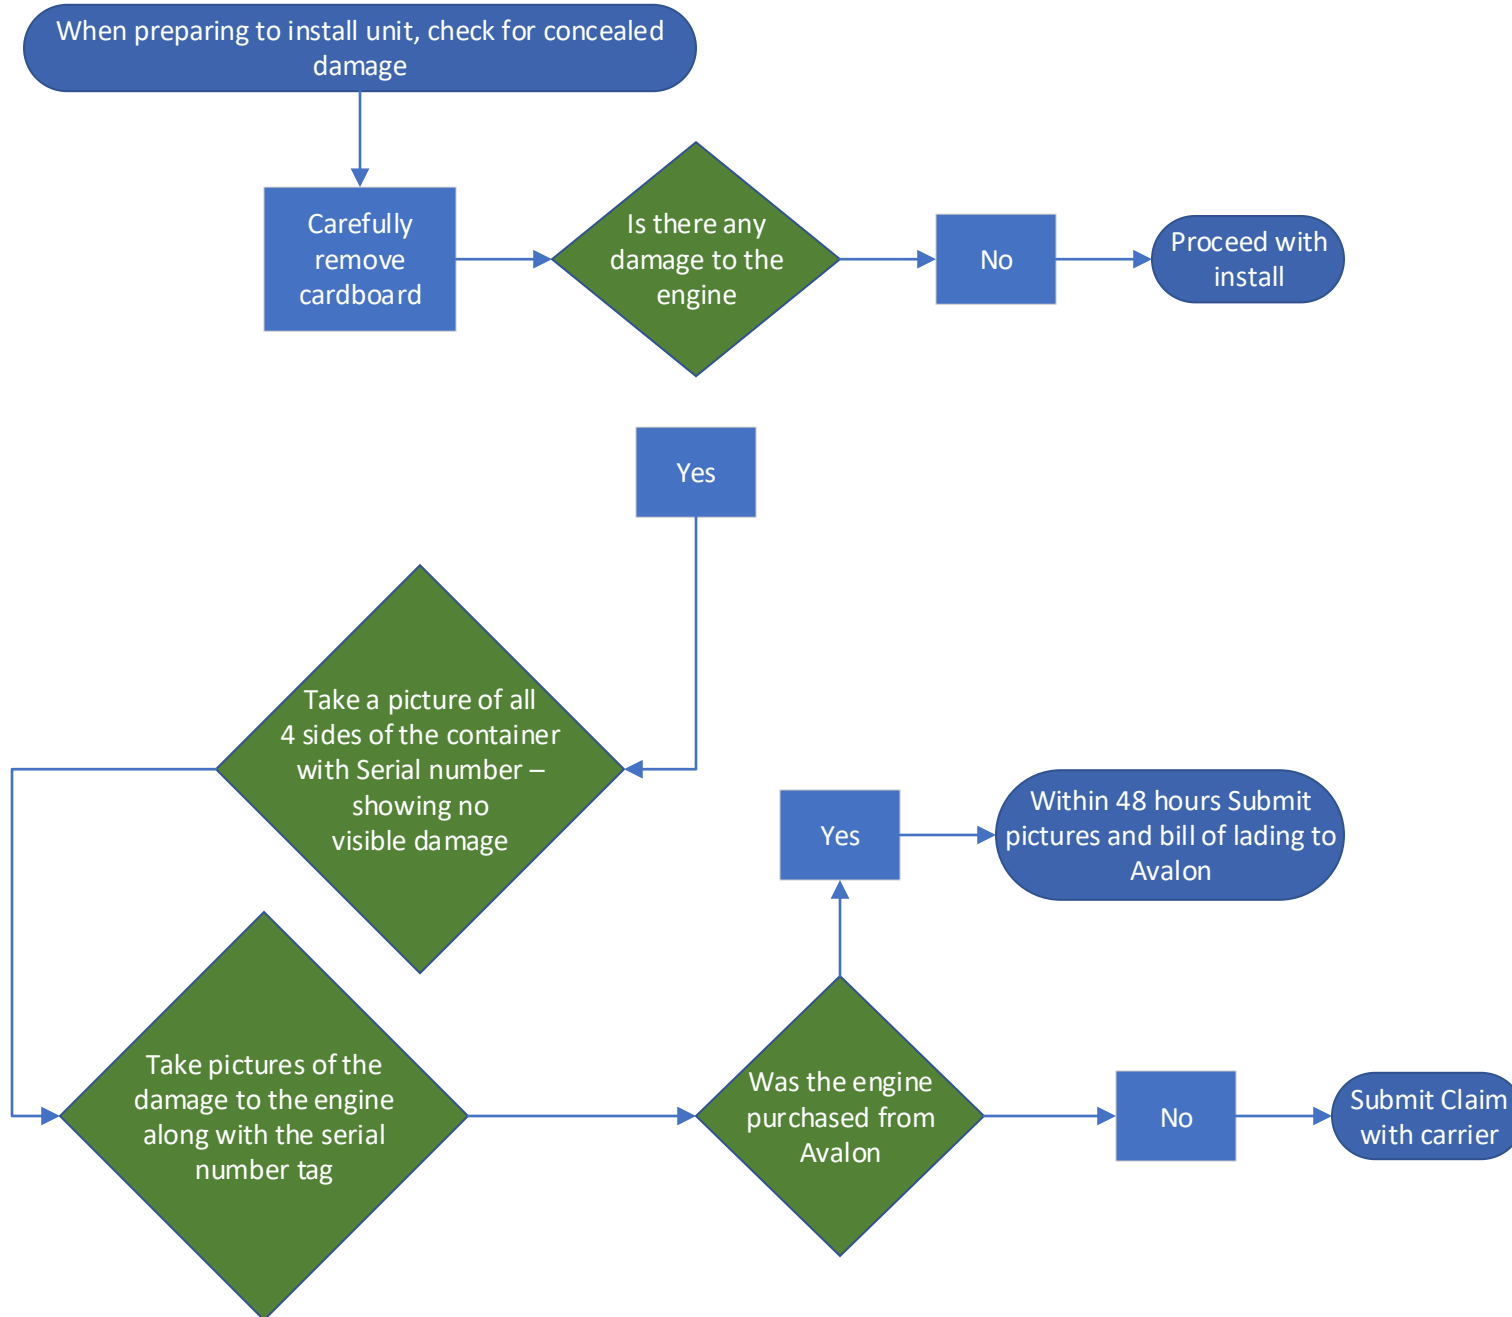 When preparing to install unit, check for concealed
damage
Carefully
remove
cardboard
Is there any
damage to the
engine
No
Proceed with
install
Yes
Take a picture of all
4 sides of the container
with Serial number –
showing no
visible damage
Take pictures of the
damage to the engine
along with the serial
number tag
Was the engine
purchased from
Avalon
Yes
Within 48 hours Submit
pictures and bill of lading to
Avalon
No
Submit Claim
with carrier